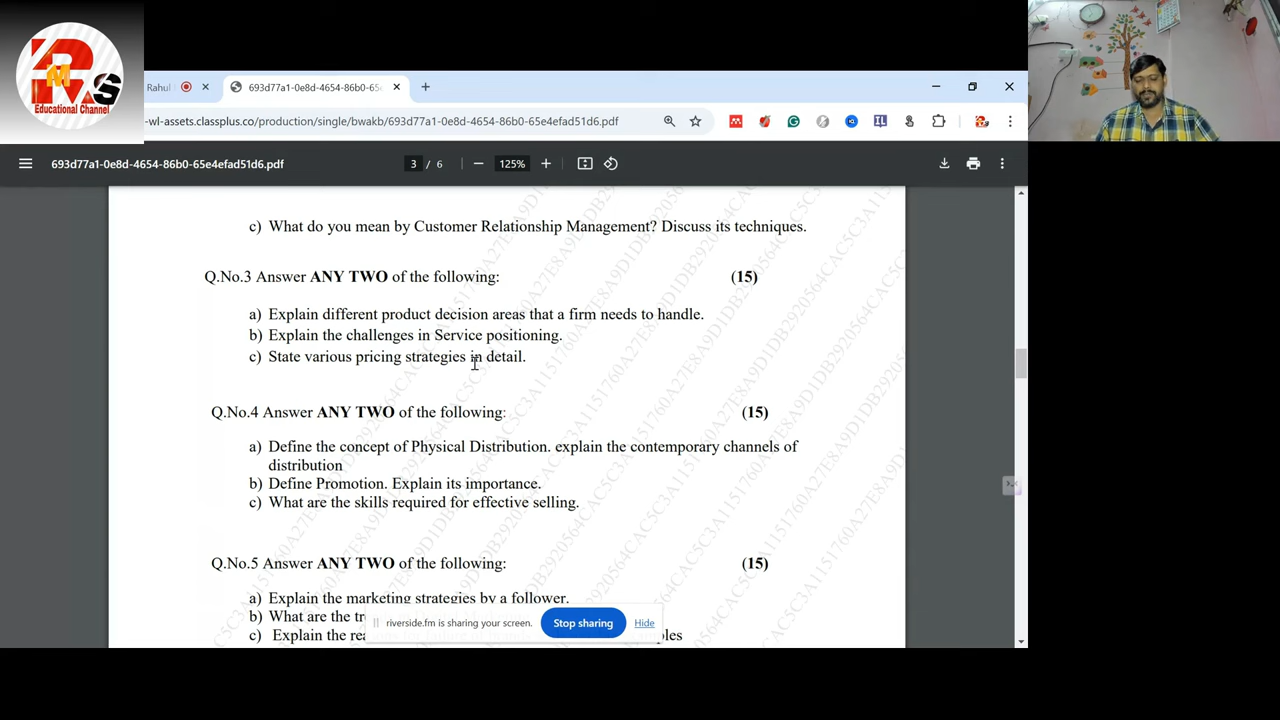 RMS
Educational Channel
Rahul
693d77a1-0e8d-4654-86b0-65
-wl-assets.classplus.co/production/single/bwakb/693d77a1-0e8d-4654-86b0-65e4efad51d6.pdf
693d77a1-0e8d-4654-86b0-65e4efad51d6.pdf
3 / 6
125%
c) What do you mean by Customer Relationship Management? Discuss its techniques.
Q.No.3 Answer ANY TWO of the following: (15)
a) Explain different product decision areas that a firm needs to handle.
b) Explain the challenges in Service positioning.
c) State various pricing strategies in detail.
Q.No.4 Answer ANY TWO of the following: (15)
a) Define the concept of Physical Distribution. explain the contemporary channels of
distribution
b) Define Promotion. Explain its importance.
c) What are the skills required for effective selling.
Q.No.5 Answer ANY TWO of the following: (15)
a) Explain the marketing strategies by a follower.
b) What are the
c) Explain the
riverside.fm is sharing your screen.
Stop sharing
Hide